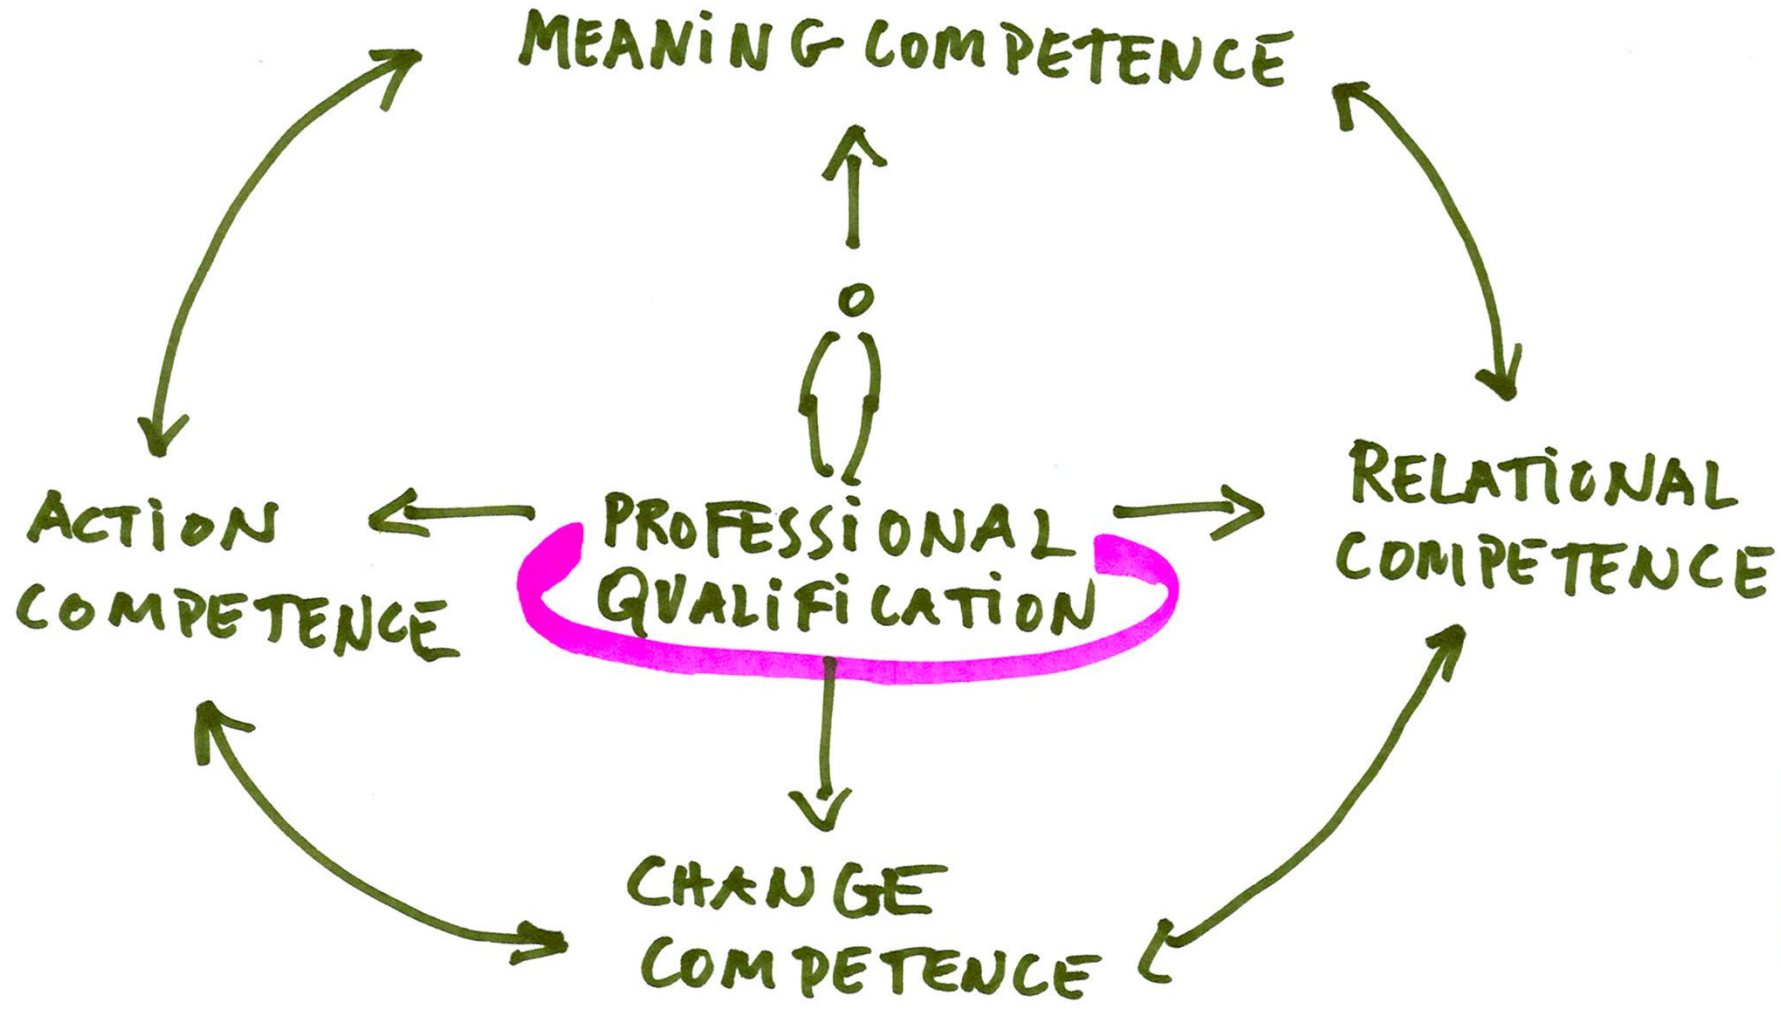 MEANING COMPETENCE
ACTION
COMPETENCE
PROFESSIONAL
QUALIFICATION
RELATIONAL
COMPETENCE
CHANGE
COMPETENCE